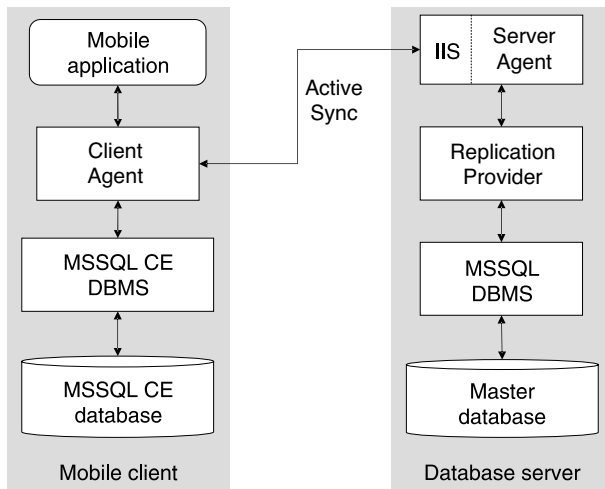 Mobile
application
Client
Agent
MSSQL CE
DBMS
MSSQL CE
database
Mobile client
Active
Sync
IIS
Server
Agent
Replication
Provider
MSSQL
DBMS
Master
database
Database server